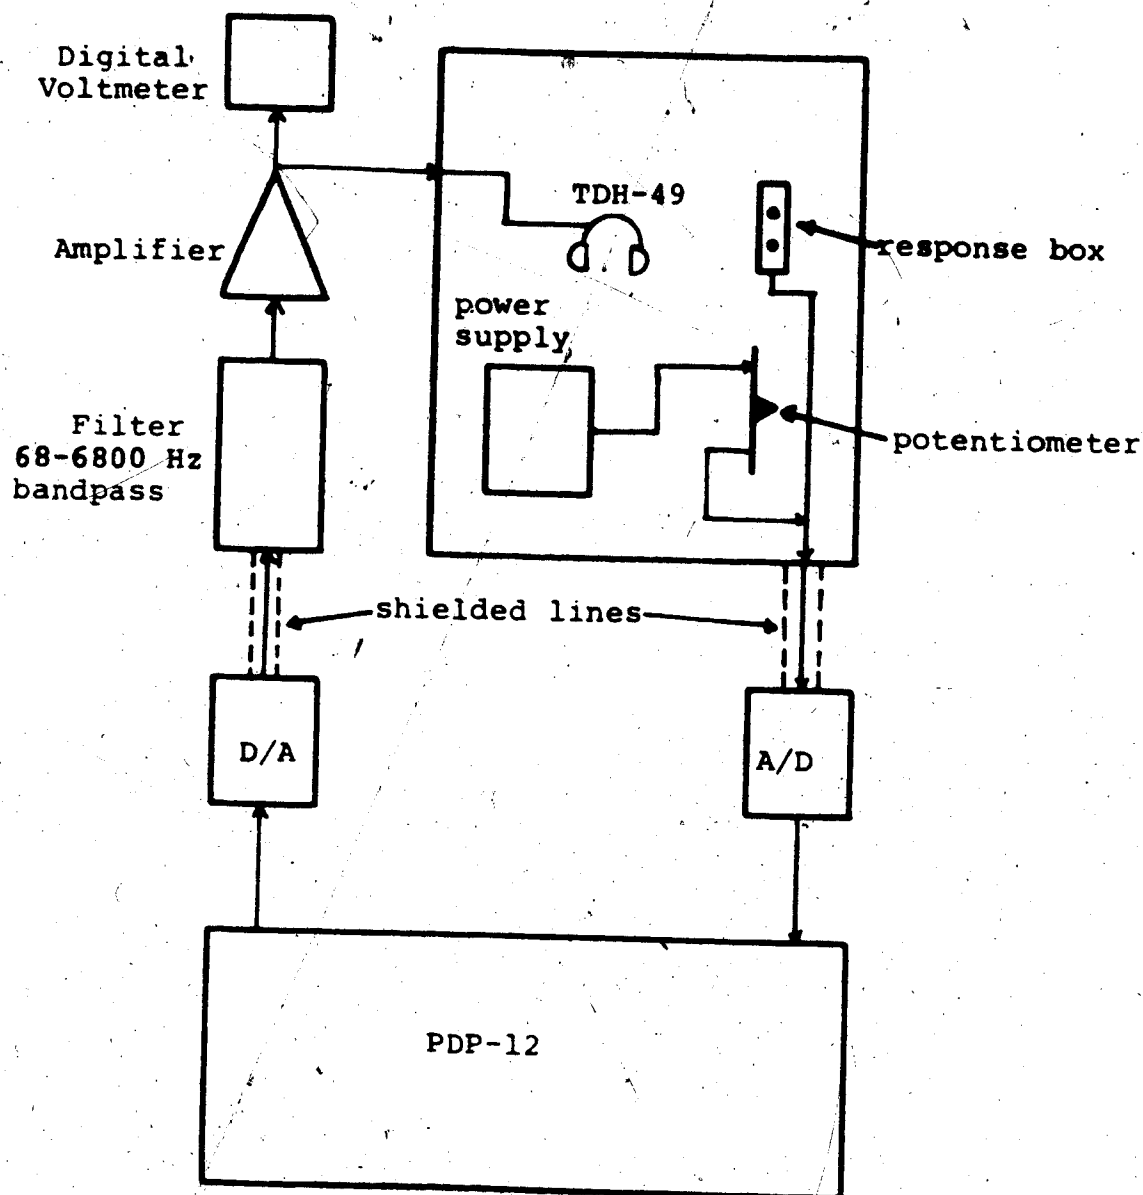 Digital
Voltmeter
TDH-49
Amplifier
response box
power
supply
Filter
68-6800 Hz
bandpass
potentiometer
shielded lines
D/A
A/D
PDP-12